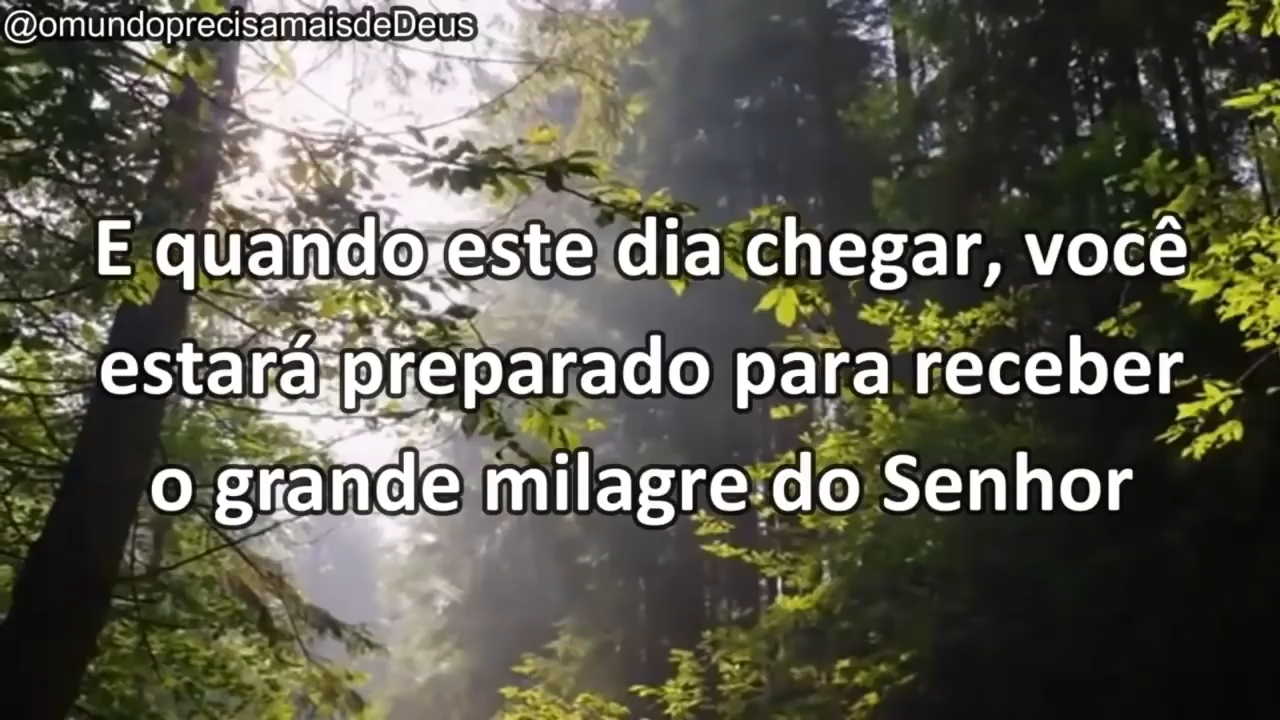 @omundoprecisamaisdeDeus
E quando este dia chegar, você
estará preparado para receber
o grande milagre do Senhor